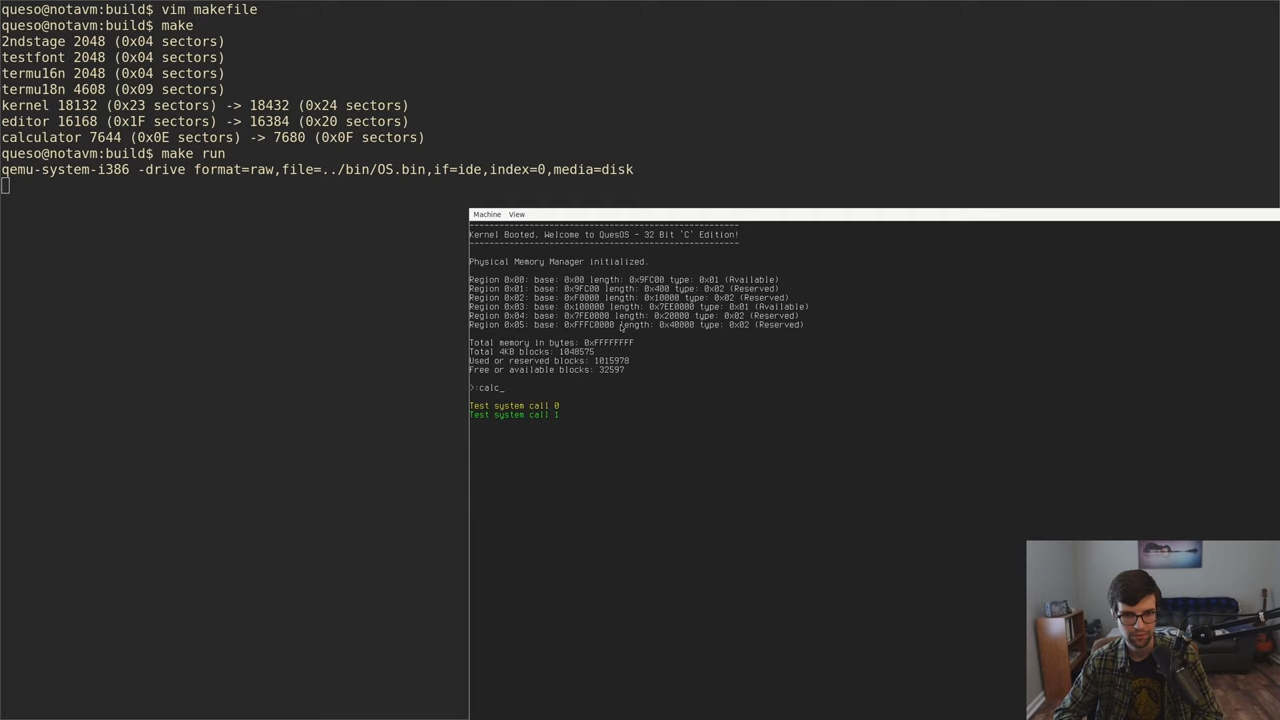 queso@notavm:build$ vim makefile
queso@notavm:build$ make
2ndstage 2048 (0x04 sectors)
testfont 2048 (0x04 sectors)
termu16n 2048 (0x04 sectors)
termu18n 4608 (0x09 sectors)
kernel 18132 (0x23 sectors) -> 18432 (0x24 sectors)
editor 16168 (0x1F sectors) -> 16384 (0x20 sectors)
calculator 7644 (0x0E sectors) -> 7680 (0x0F sectors)
queso@notavm:build$ make run
qemu-system-i386 -drive format=raw,file=../bin/OS.bin,if=ide,index=0,media=disk
Machine View
------------------------------------------------------
Kernel Booted, Welcome to QuesOS - 32 Bit 'C' Edition!
------------------------------------------------------
Physical Memory Manager initialized.
Region 0x00: base: 0x00 length: 0x9FC00 type: 0x01 (Available)
Region 0x01: base: 0x9FC00 length: 0x400 type: 0x02 (Reserved)
Region 0x02: base: 0xF0000 length: 0x10000 type: 0x02 (Reserved)
Region 0x03: base: 0x100000 length: 0x7EE0000 type: 0x01 (Available)
Region 0x04: base: 0x7FE0000 length: 0x20000 type: 0x02 (Reserved)
Region 0x05: base: 0xFFFC0000 length: 0x40000 type: 0x02 (Reserved)
Total memory in bytes: 0xFFFFFFFF
Total 4KB blocks: 1048575
Used or reserved blocks: 1015978
Free or available blocks: 32597
>:calc_
Test system call 0
Test system call 1